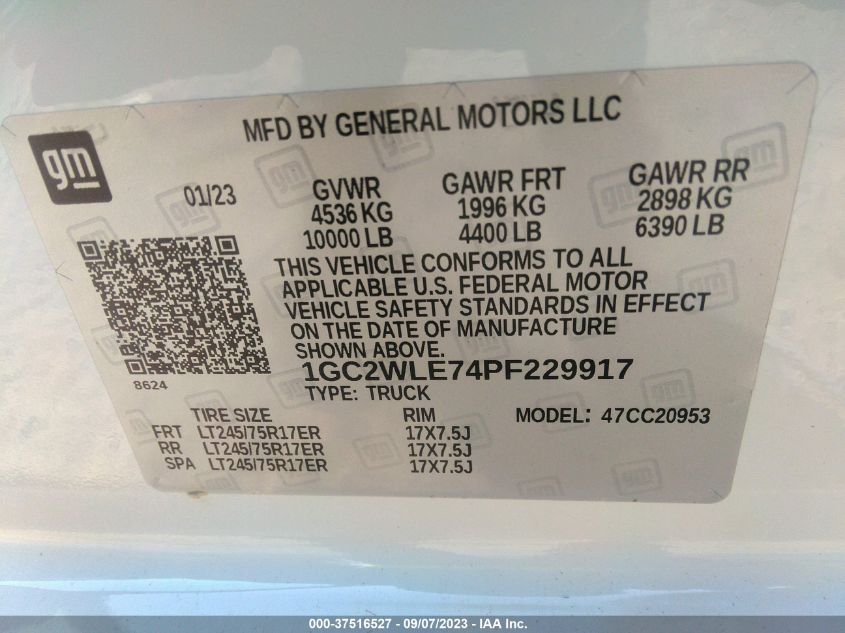 MFD BY GENERAL MOTORS LLC
gm
01/23
GVWR GAWR FRT GAWR RR
4536 KG 1996 KG 2898 KG
10000 LB 4400 LB 6390 LB
THIS VEHICLE CONFORMS TO ALL
APPLICABLE U.S. FEDERAL MOTOR
VEHICLE SAFETY STANDARDS IN EFFECT
ON THE DATE OF MANUFACTURE
SHOWN ABOVE.
8624
1GC2WLE74PF229917
TYPE: TRUCK
TIRE SIZE RIM MODEL: 47CC20953
FRT LT245/75R17ER 17X7.5J
RR LT245/75R17ER 17X7.5J
SPA LT245/75R17ER 17X7.5J
000-37516527 - 09/07/2023 - IAA Inc.